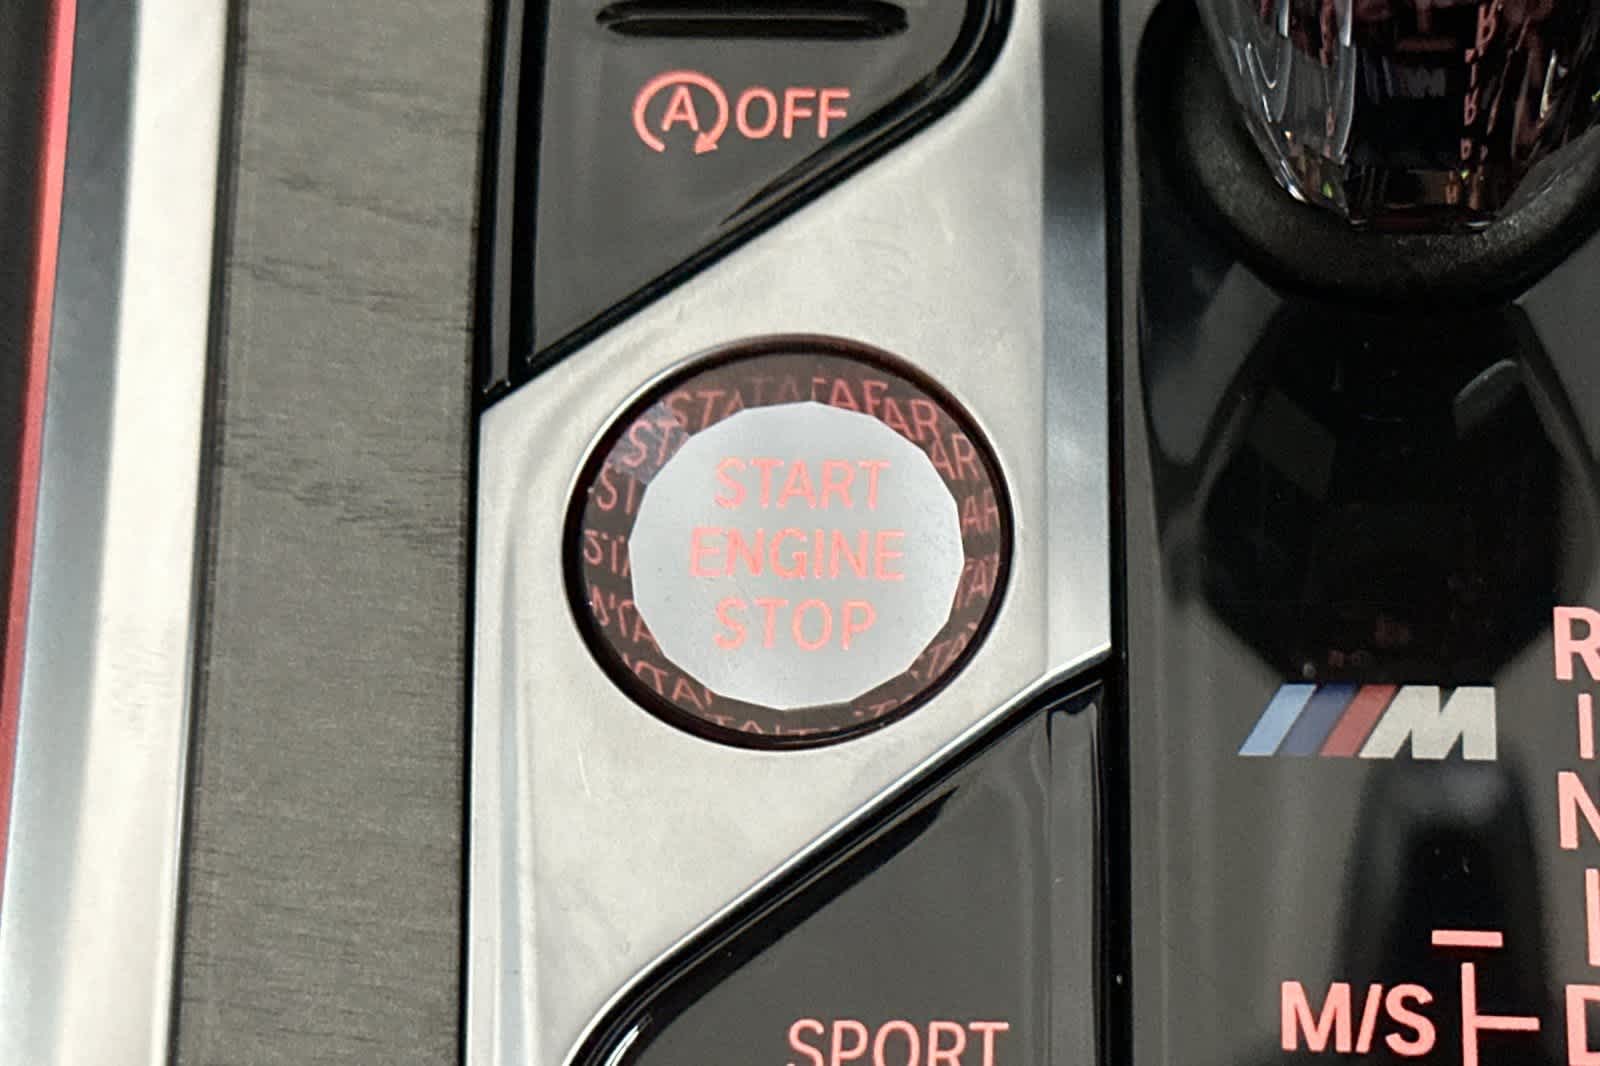 A OFF
START
ENGINE
STOP
M
R
N
D
M/S
SPORT